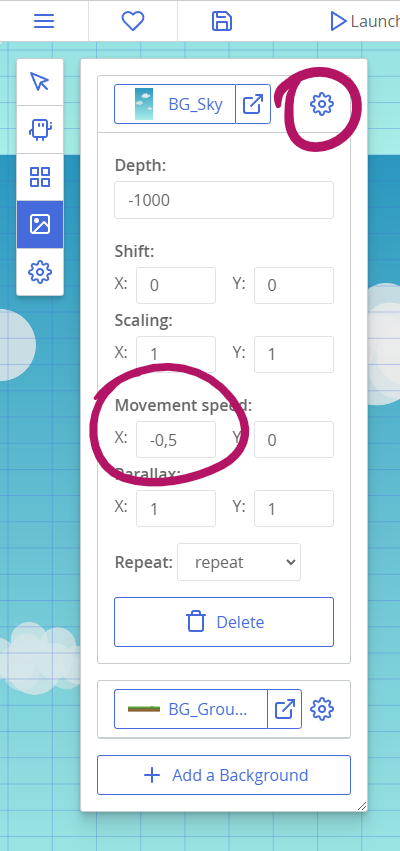 Launch
BG_Sky
Depth:
-1000
Shift:
X: 0 Y: 0
Scaling:
X: 1 Y: 1
Movement speed:
X: -0,5 Y 0
Parallax:
X: 1 Y: 1
Repeat: repeat
Delete
BG_Grou...
Add a Background